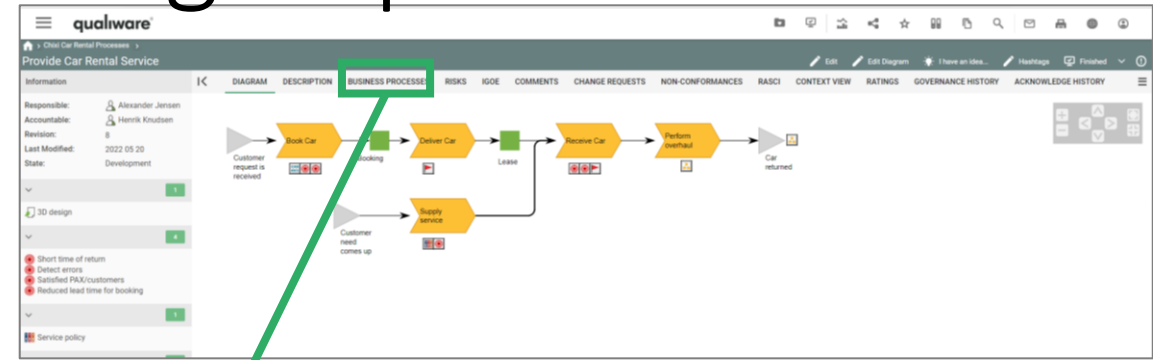 qualiware
Chixi Car Rental Processes
Provide Car Rental Service
Edit
Edit Diagram
I have an idea...
Hashtags
Finished
Information
DIAGRAM
DESCRIPTION
BUSINESS PROCESSES
RISKS
IGOE
COMMENTS
CHANGE REQUESTS
NON-CONFORMANCES
RASCI
CONTEXT VIEW
RATINGS
GOVERNANCE HISTORY
ACKNOWLEDGE HISTORY
Responsible: Alexander Jensen
Accountable: Henrik Knudsen
Revision: 8
Last Modified: 2022 05 20
State: Development
1
3D design
4
Short time of return
Detect errors
Satisfied PAX/customers
Reduced lead time for booking
1
Service policy
Customer
request is
received
Book Car
Booking
Deliver Car
Lease
Receive Car
Perform
overhaul
Car
returned
Customer
need
comes up
Supply
service